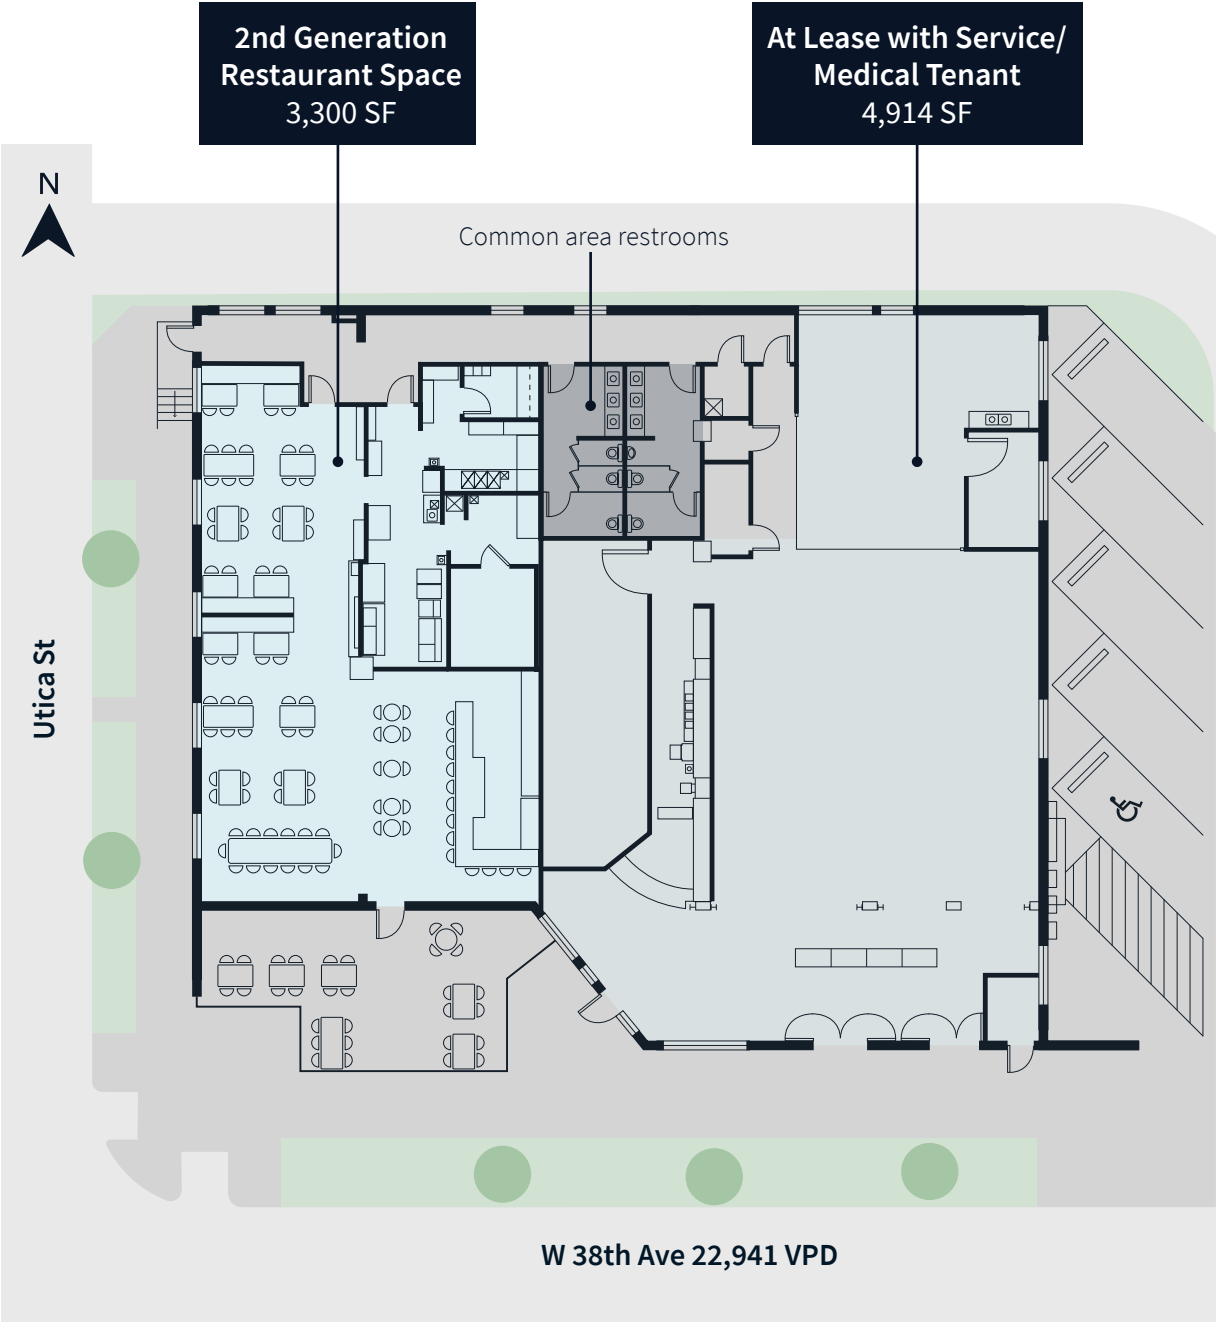 2nd Generation
Restaurant Space
3,300 SF
At Lease with Service/
Medical Tenant
4,914 SF
N
Common area restrooms
Utica St
W 38th Ave 22,941 VPD